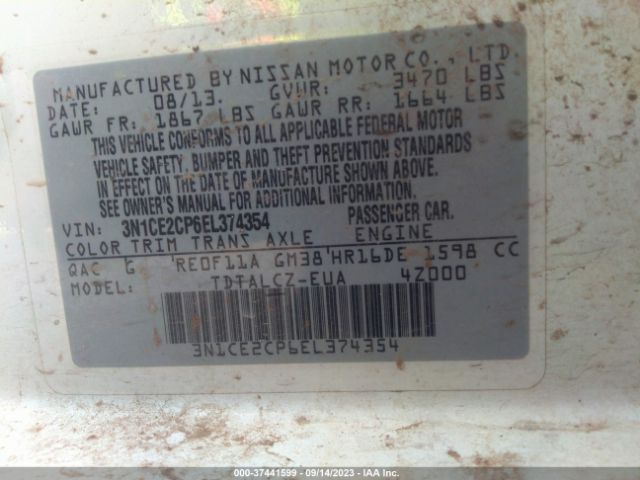 MANUFACTURED BY NISSAN MOTOR CO., LTD.
DATE: 08/13. GVWR: 3470 LBS
GAWR FR: 1867 LBS GAWR RR: 1664 LBS
THIS VEHICLE CONFORMS TO ALL APPLICABLE FEDERAL MOTOR
VEHICLE SAFETY, BUMPER AND THEFT PREVENTION STANDARDS
IN EFFECT ON THE DATE OF MANUFACTURE SHOWN ABOVE.
SEE OWNER'S MANUAL FOR ADDITIONAL INFORMATION.
VIN: 3N1CE2CP6EL374354 PASSENGER CAR.
COLOR TRIM TRANS AXLE ENGINE
QAC G RE0F11A GM38 HR16DE 1598 CC
MODEL: TDTALCZ-EUA 4Z000
3N1CE2CP6EL374354
000-37441599 - 09/14/2023 - IAA Inc.